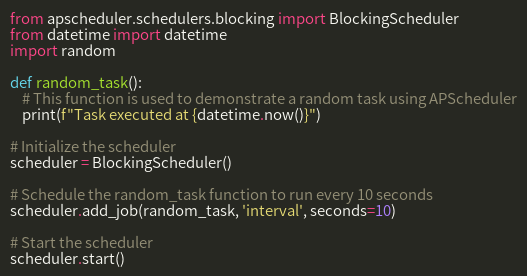 from apscheduler.schedulers.blocking import BlockingScheduler
from datetime import datetime
import random

def random_task():
    # This function is used to demonstrate a random task using APScheduler
    print(f"Task executed at {datetime.now()}")

# Initialize the scheduler
scheduler = BlockingScheduler()

# Schedule the random_task function to run every 10 seconds
scheduler.add_job(random_task, 'interval', seconds=10)

# Start the scheduler
scheduler.start()